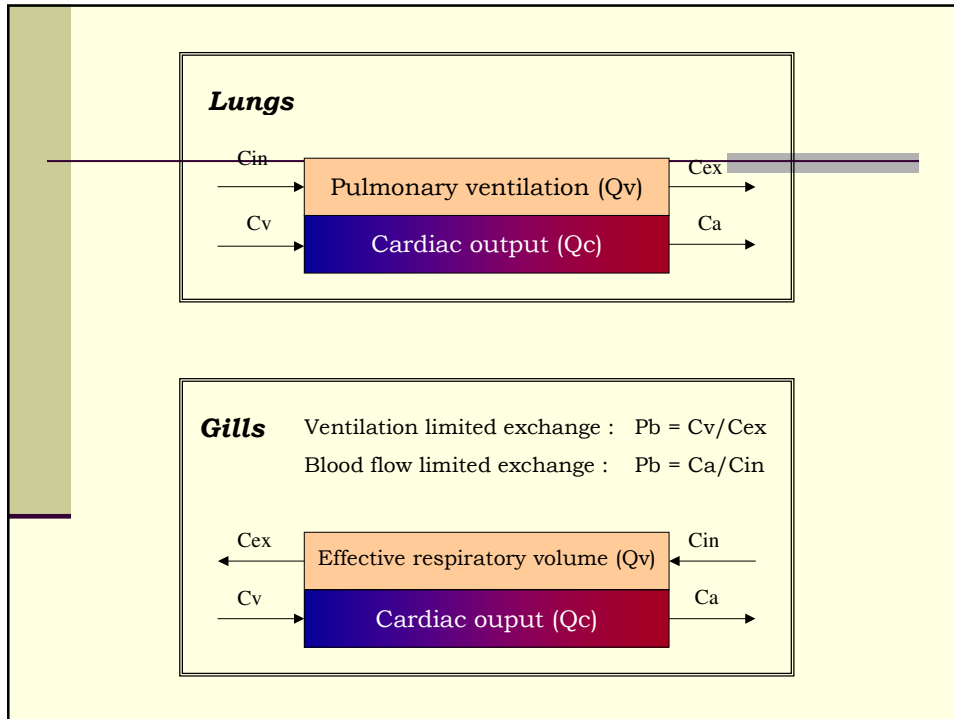 Lungs
Cin
Cex
Pulmonary ventilation (Qv)
Cv
Ca
Cardiac output (Qc)
Gills
Ventilation limited exchange : Pb = Cv/Cex
Blood flow limited exchange : Pb = Ca/Cin
Cex
Cin
Effective respiratory volume (Qv)
Cv
Ca
Cardiac ouput (Qc)